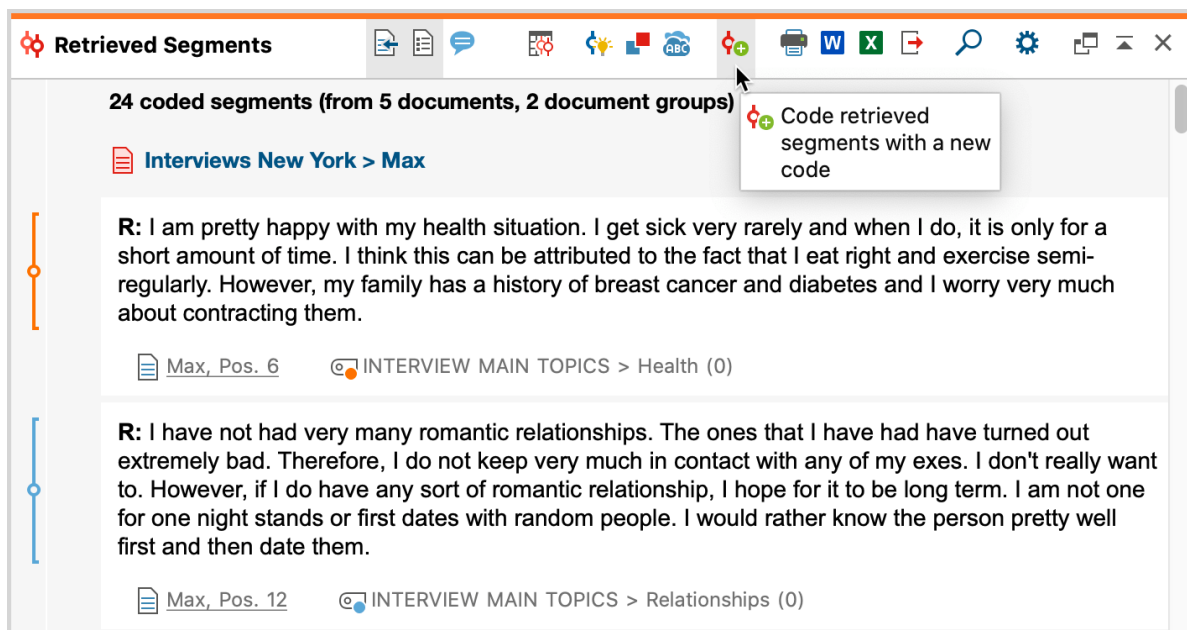 Retrieved Segments
ABC
W
X
24 coded segments (from 5 documents, 2 document groups)
Code retrieved
segments with a new
code
Interviews New York > Max
R: I am pretty happy with my health situation. I get sick very rarely and when I do, it is only for a
short amount of time. I think this can be attributed to the fact that I eat right and exercise semi-
regularly. However, my family has a history of breast cancer and diabetes and I worry very much
about contracting them.
Max, Pos. 6
INTERVIEW MAIN TOPICS > Health (0)
R: I have not had very many romantic relationships. The ones that I have had have turned out
extremely bad. Therefore, I do not keep very much in contact with any of my exes. I don't really want
to. However, if I do have any sort of romantic relationship, I hope for it to be long term. I am not one
for one night stands or first dates with random people. I would rather know the person pretty well
first and then date them.
Max, Pos. 12
INTERVIEW MAIN TOPICS > Relationships (0)